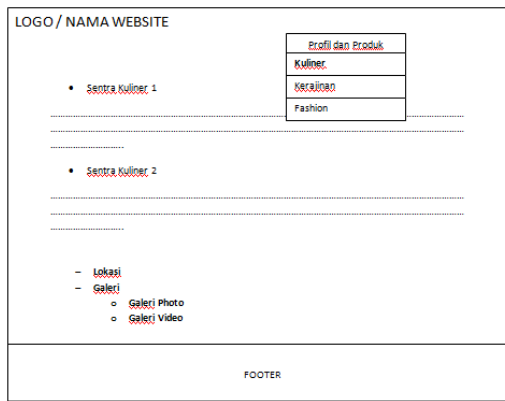 LOGO / NAMA WEBSITE
Profil dan Produk
Kuliner
Kerajinan
Fashion
• Sentra Kuliner 1
................................................................
................................................................
............................
• Sentra Kuliner 2
................................................................
................................................................
............................
– Lokasi
– Galeri
o Galeri Photo
o Galeri Video
FOOTER